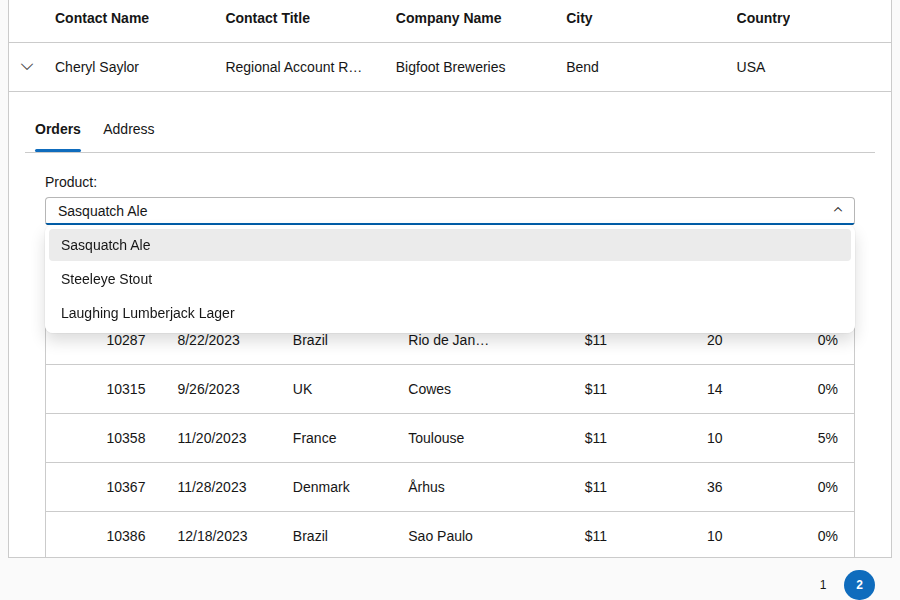 Contact Name Contact Title Company Name City Country
Cheryl Saylor Regional Account R… Bigfoot Breweries Bend USA
Orders Address
Product:
Sasquatch Ale
Sasquatch Ale
Steeleye Stout
Laughing Lumberjack Lager
10287 8/22/2023 Brazil Rio de Jan… $11 20 0%
10315 9/26/2023 UK Cowes $11 14 0%
10358 11/20/2023 France Toulouse $11 10 5%
10367 11/28/2023 Denmark Århus $11 36 0%
10386 12/18/2023 Brazil Sao Paulo $11 10 0%
1 2